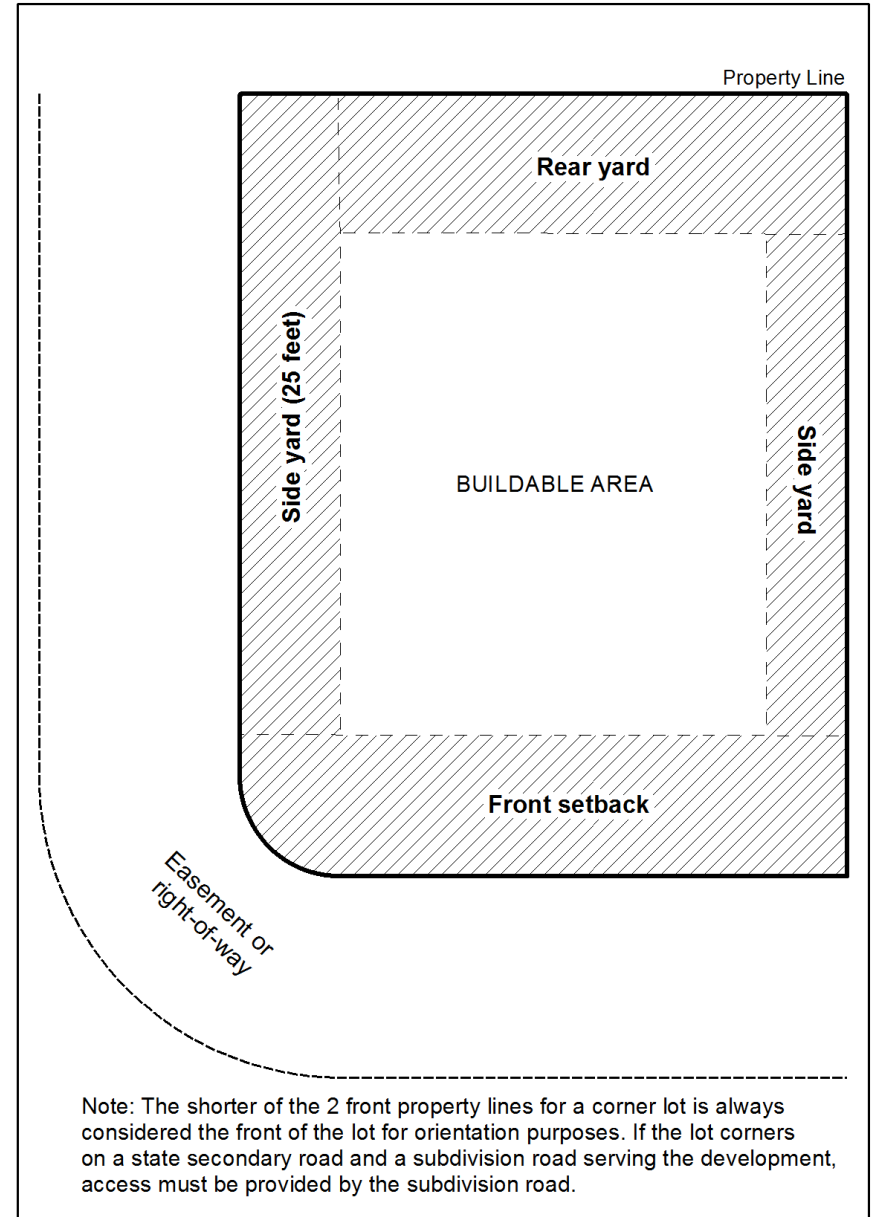 Property Line
Rear yard
Side yard (25 feet)
Side yard
BUILDABLE AREA
Front setback
Easement or
right-of-way
Note: The shorter of the 2 front property lines for a corner lot is always
considered the front of the lot for orientation purposes. If the lot corners
on a state secondary road and a subdivision road serving the development,
access must be provided by the subdivision road.